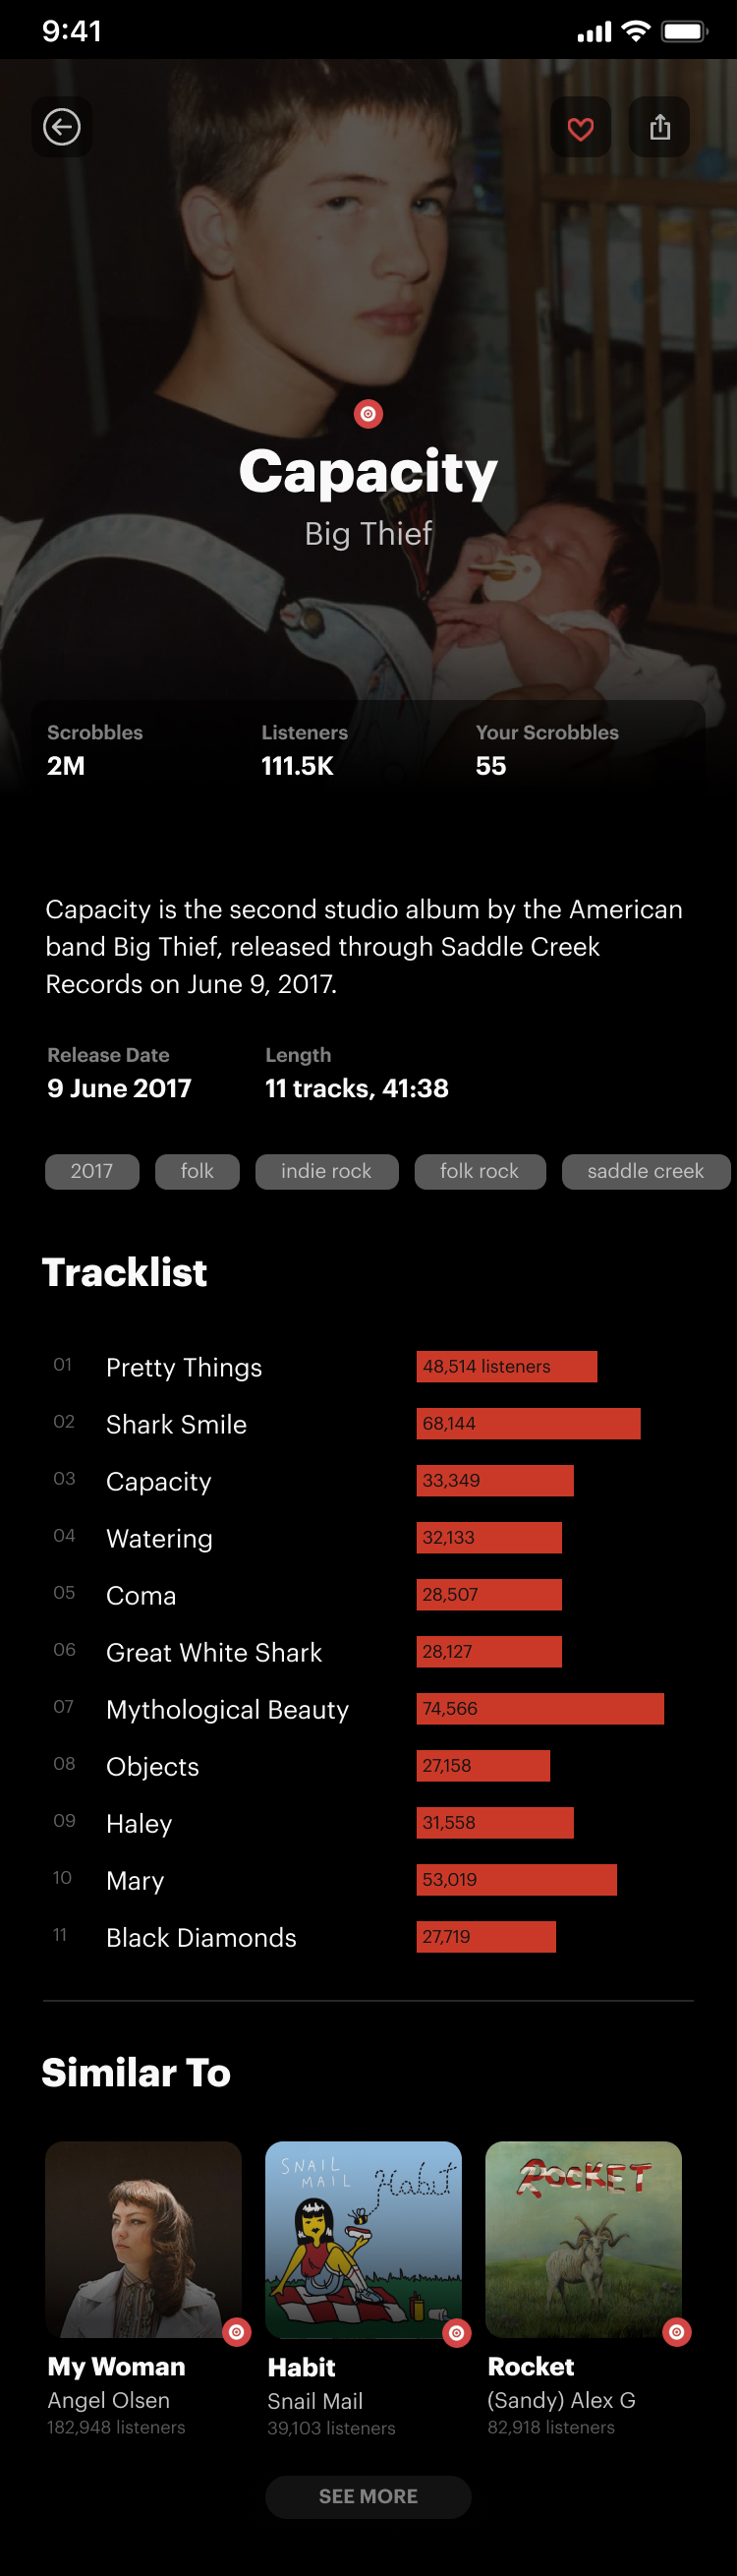 9:41
Capacity
Big Thief
Scrobbles Listeners Your Scrobbles
2M 111.5K 55
Capacity is the second studio album by the American
band Big Thief, released through Saddle Creek
Records on June 9, 2017.
Release Date Length
9 June 2017 11 tracks, 41:38
2017 folk indie rock folk rock saddle creek
Tracklist
01 Pretty Things 48,514 listeners
02 Shark Smile 68,144
03 Capacity 33,349
04 Watering 32,133
05 Coma 28,507
06 Great White Shark 28,127
07 Mythological Beauty 74,566
08 Objects 27,158
09 Haley 31,558
10 Mary 53,019
11 Black Diamonds 27,719
Similar To
SNAIL MAIL Habit ROCKET
My Woman Habit Rocket
Angel Olsen Snail Mail (Sandy) Alex G
182,948 listeners 39,103 listeners 82,918 listeners
SEE MORE